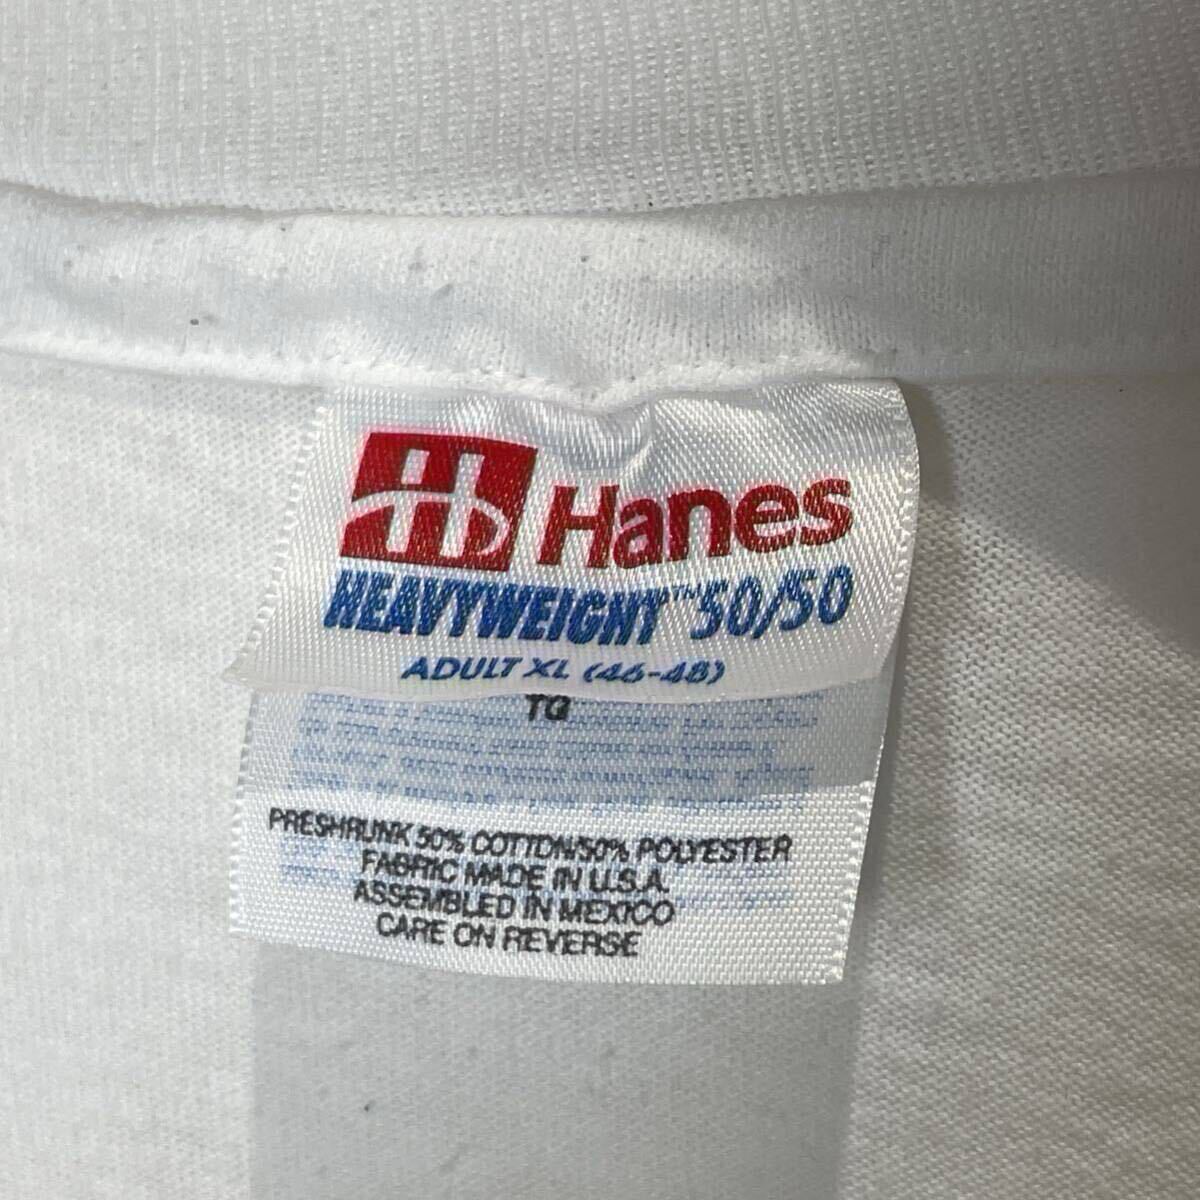 Hanes
HEAVYWEIGHT™ 50/50
ADULT XL (46-48)
TG
PRESHRUNK 50% COTTON/50% POLYESTER
FABRIC MADE IN U.S.A.
ASSEMBLED IN MEXICO
CARE ON REVERSE